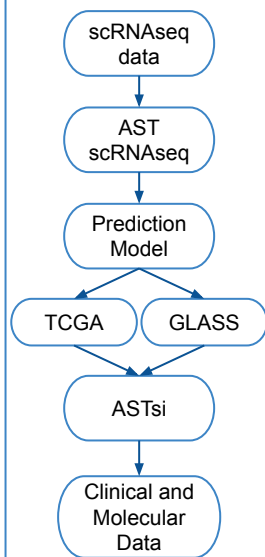 scRNAseq
data
AST
scRNAseq
Prediction
Model
TCGA
GLASS
ASTsi
Clinical and
Molecular
Data